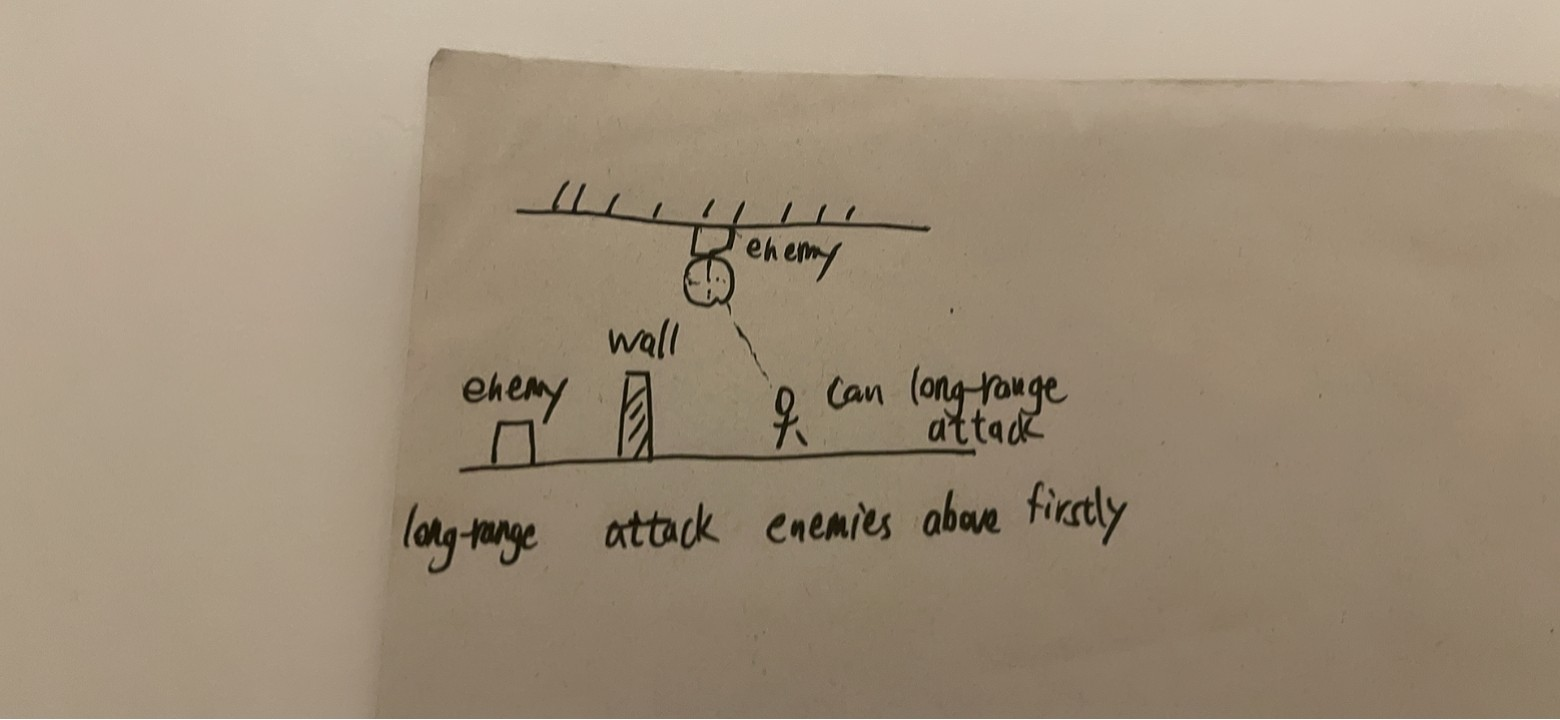 enemy
wall
enemy
can long-range
attack
long-range attack enemies above firstly